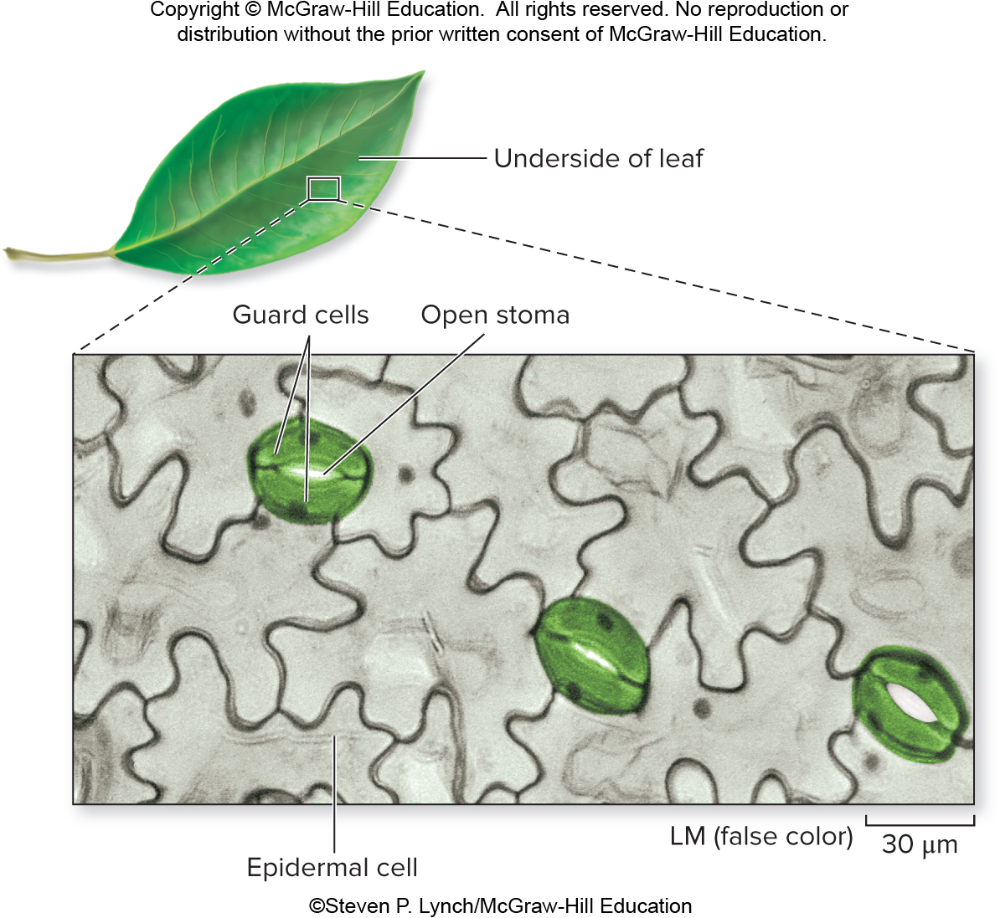 Copyright © McGraw-Hill Education.  All rights reserved. No reproduction or
distribution without the prior written consent of McGraw-Hill Education.
Underside of leaf
Guard cells
Open stoma
LM (false color)
30 μm
Epidermal cell
©Steven P. Lynch/McGraw-Hill Education